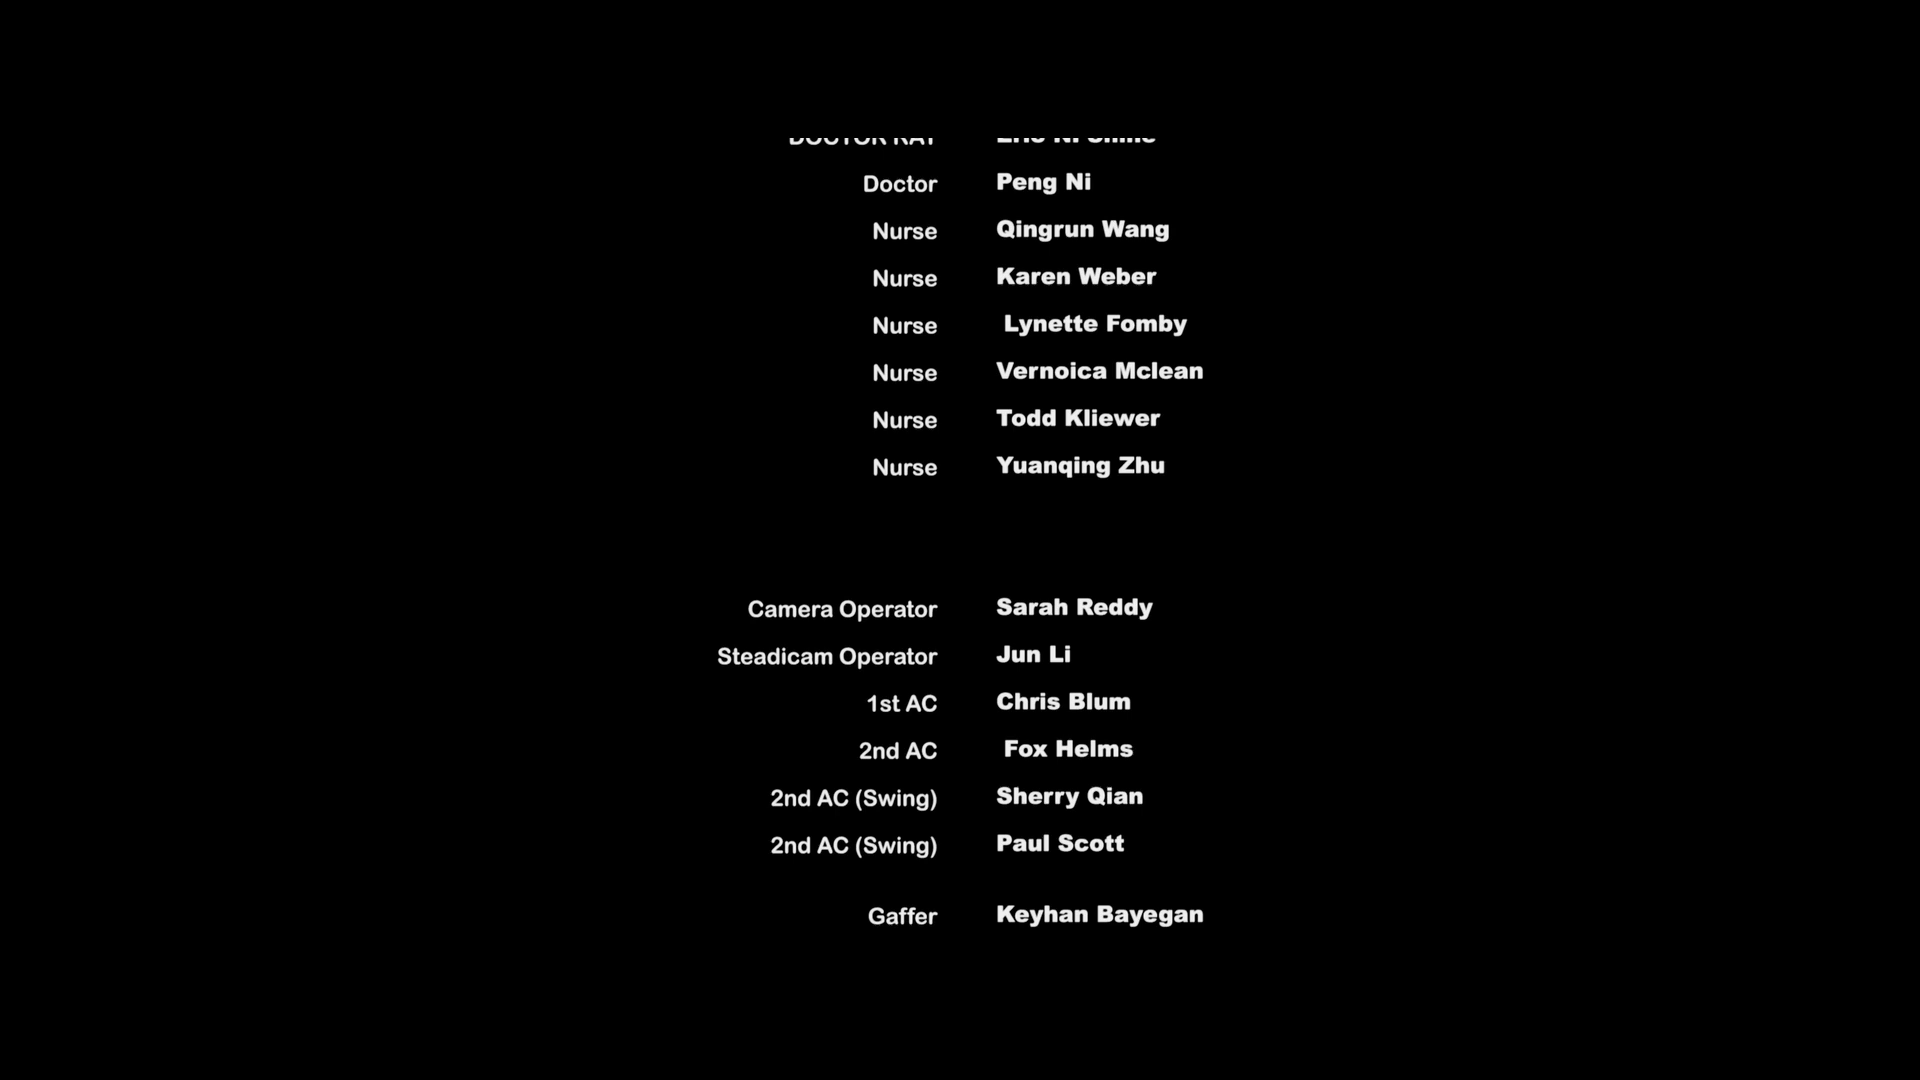 Doctor Peng Ni
Nurse Qingrun Wang
Nurse Karen Weber
Nurse Lynette Fomby
Nurse Vernoica Mclean
Nurse Todd Kliewer
Nurse Yuanqing Zhu
Camera Operator Sarah Reddy
Steadicam Operator Jun Li
1st AC Chris Blum
2nd AC Fox Helms
2nd AC (Swing) Sherry Qian
2nd AC (Swing) Paul Scott
Gaffer Keyhan Bayegan